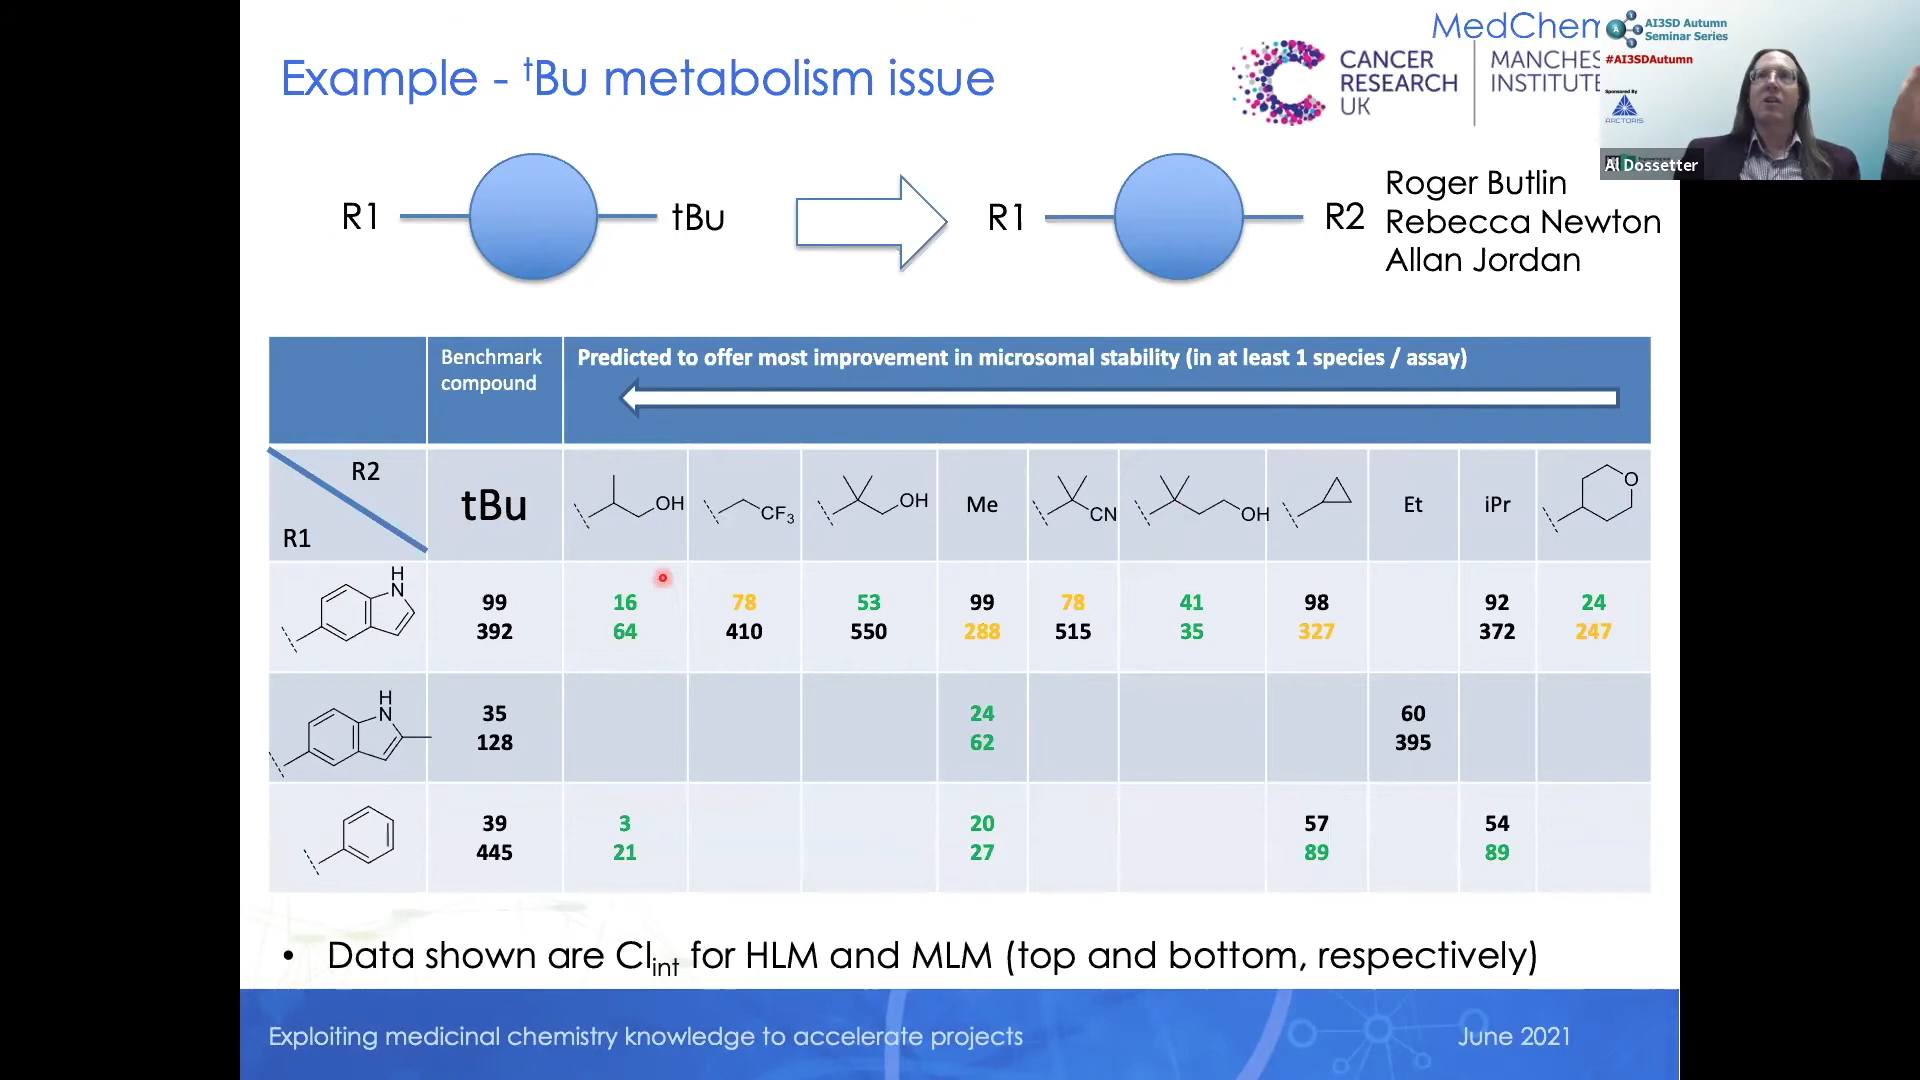 MedChem
AI3SD Autumn
Seminar Series
#AI3SDAutumn
Sponsored By
ARCTORIS
Al Dossetter
Example - tBu metabolism issue
CANCER
RESEARCH
UK
MANCHES
INSTITUTE
R1
tBu
R1
R2
Roger Butlin
Rebecca Newton
Allan Jordan
Benchmark
compound
Predicted to offer most improvement in microsomal stability (in at least 1 species / assay)
R2
R1
tBu
OH
CF3
OH
Me
CN
OH
Et
iPr
O
H
N
99
392
16
64
78
410
53
550
99
288
78
515
41
35
98
327
92
372
24
247
H
N
35
128
24
62
60
395
39
445
3
21
20
27
57
89
54
89
• Data shown are Clint for HLM and MLM (top and bottom, respectively)
Exploiting medicinal chemistry knowledge to accelerate projects
June 2021